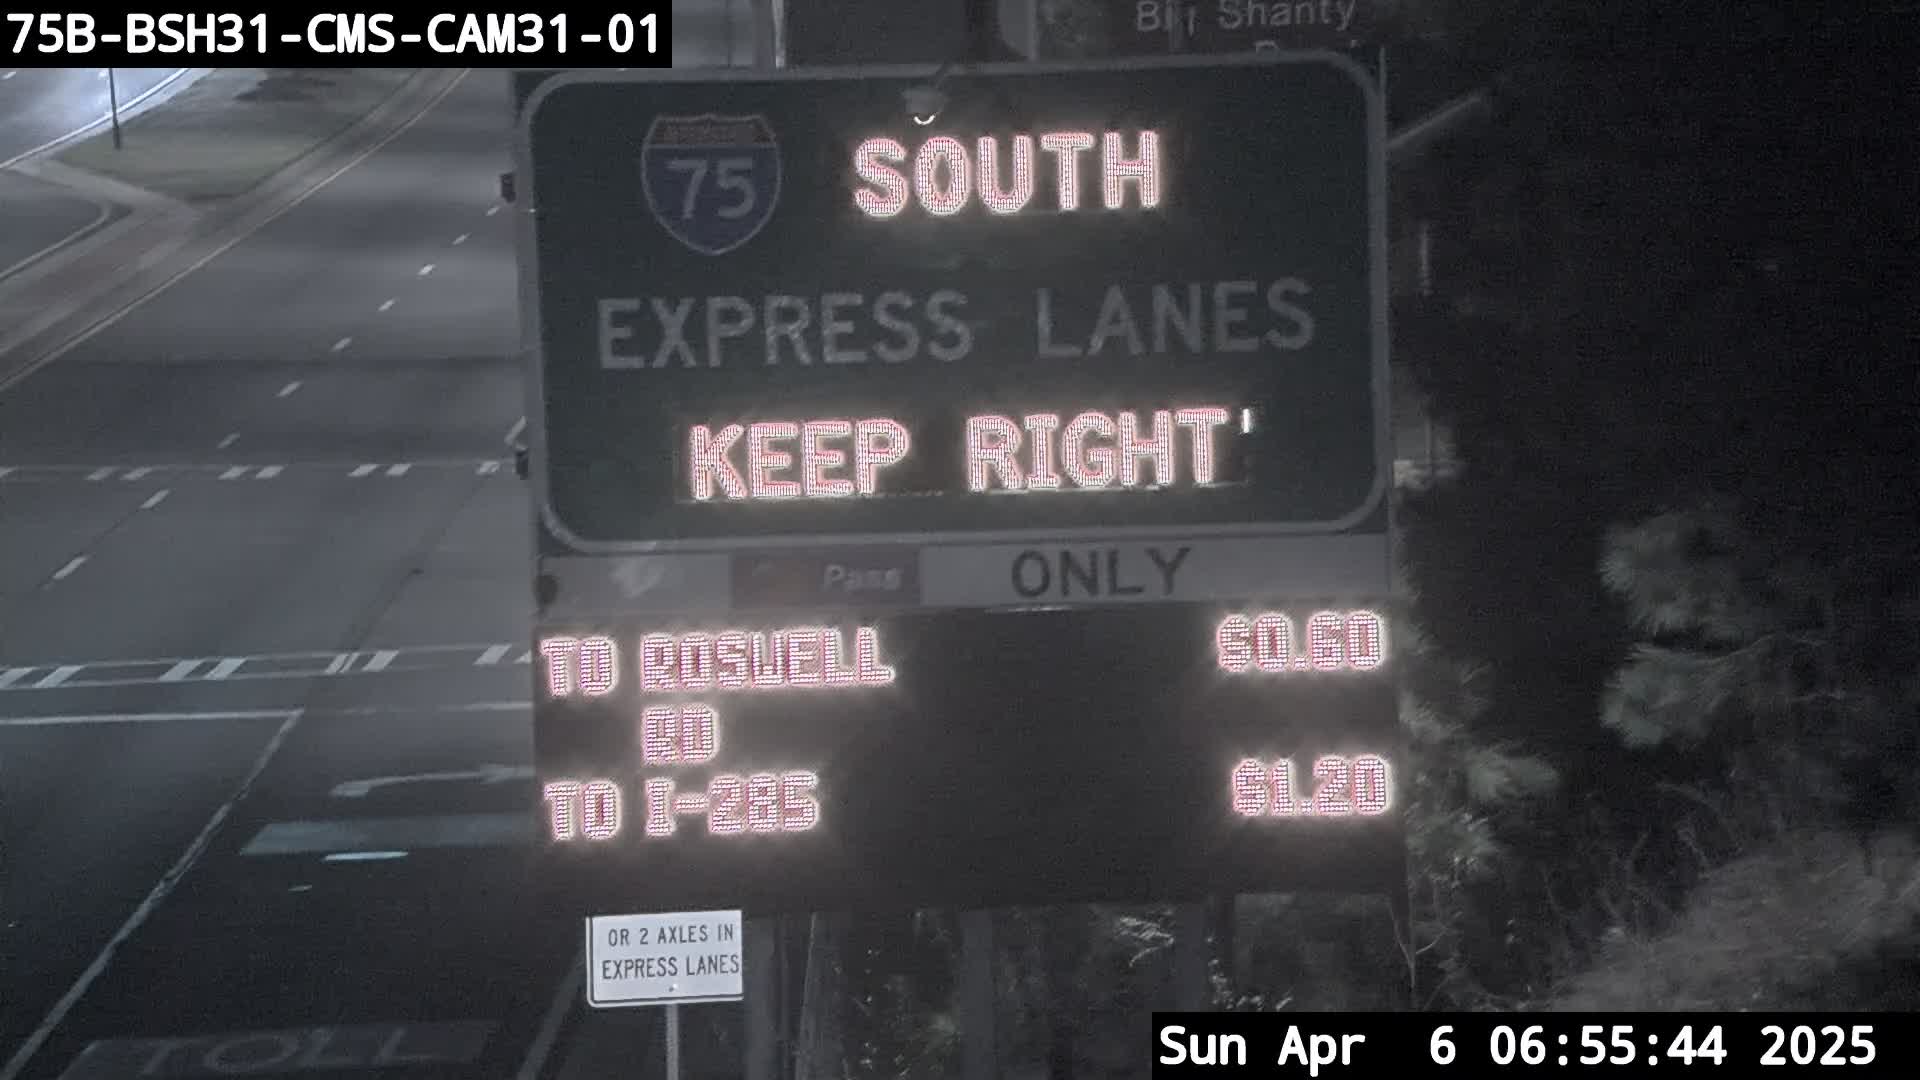 75B-BSH31-CMS-CAM31-01
Shanty
75 SOUTH
EXPRESS LANES
KEEP RIGHT
Pass ONLY
TO ROSWELL $0.60
RD
TO I-285 $1.20
OR 2 AXLES IN
EXPRESS LANES
TOLL
Sun Apr 6 06:55:44 2025